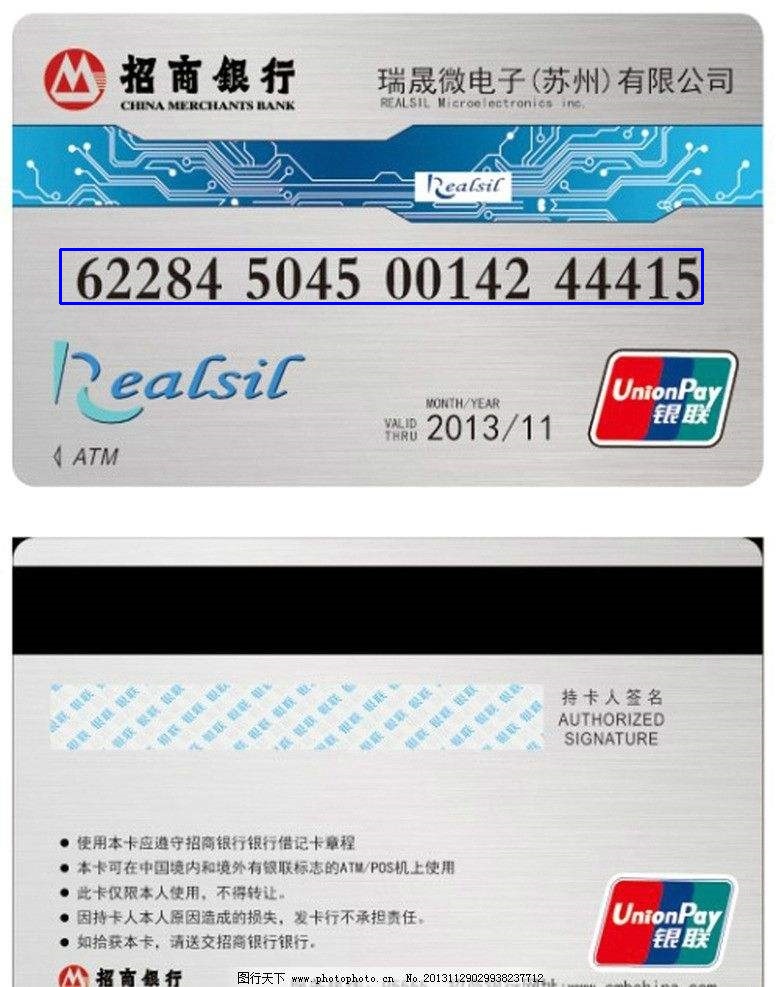 招商銀行
CHINA MERCHANTS BANK
瑞晟微电子(苏州)有限公司
REALSIL Microelectronics inc.
Realsil
62284 5045 00142 44415
Realsil
MONTH/YEAR
VALID THRU 2013/11
ATM
UnionPay
银联
持卡人签名
AUTHORIZED
SIGNATURE
● 使用本卡应遵守招商银行银行借记卡章程
● 本卡可在中国境内和境外有银联标志的ATM/POS机上使用
● 此卡仅限本人使用，不得转让。
● 因持卡人本人原因造成的损失，发卡行不承担责任。
● 如拾获本卡，请送交招商银行银行。
UnionPay
银联
招商銀行
图行天下 www.photophoto.cn No.20131129029938237712